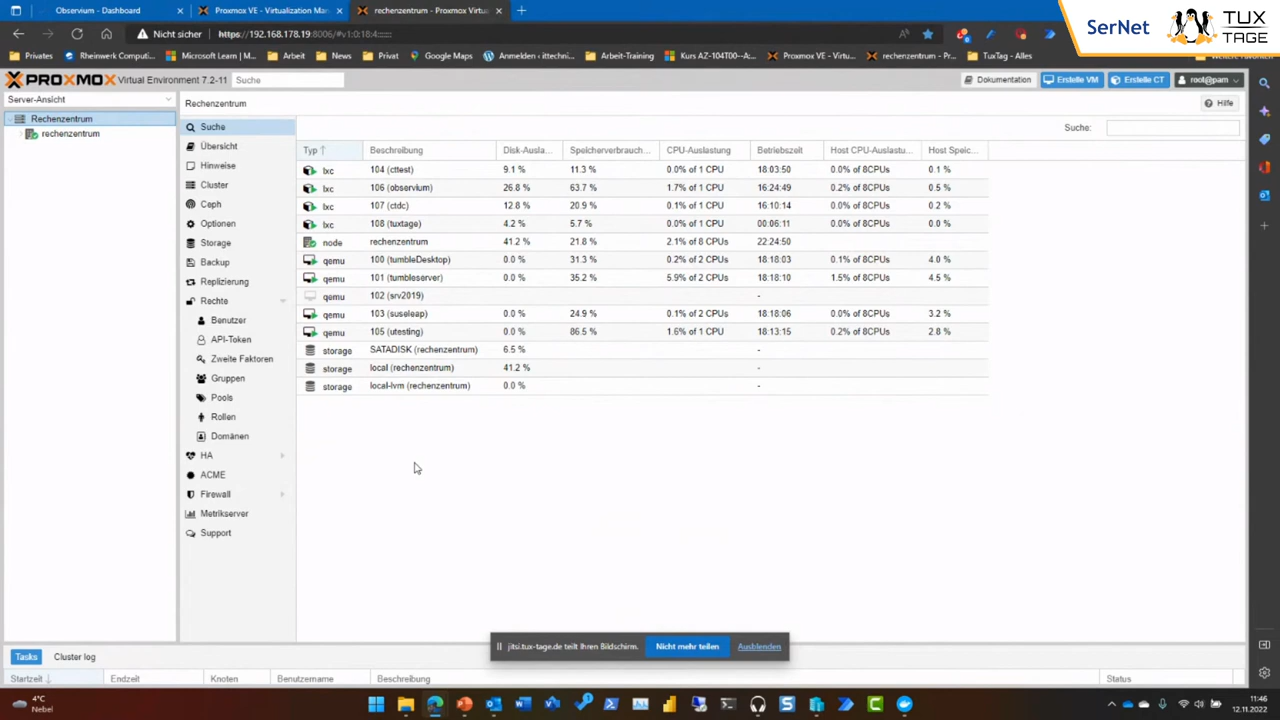 Observium - Dashboard
Proxmox VE - Virtualization Man
rechenzentrum - Proxmox Virtua
Nicht sicher
https://192.168.178.19:8006/#v1:0:18:4::::::
Privates
Rheinwerk Computi...
Microsoft Learn | M...
Arbeit
News
Privat
Google Maps
Anmelden ‹ ittechni...
Arbeit-Training
Kurs AZ-104T00--A...
Proxmox VE - Virtu...
rechenzentrum - Pr...
TuxTag - Alles
Weitere Favoriten
SerNet
TUX
TAGE
PROXMOX Virtual Environment 7.2-11
Suche
Dokumentation
Erstelle VM
Erstelle CT
root@pam
Server-Ansicht
Rechenzentrum
rechenzentrum
Rechenzentrum
Hilfe
Suche
Übersicht
Hinweise
Cluster
Ceph
Optionen
Storage
Backup
Replizierung
Rechte
Benutzer
API-Token
Zweite Faktoren
Gruppen
Pools
Rollen
Domänen
HA
ACME
Firewall
Metrikserver
Support
Suche:
Typ ↑ Beschreibung Disk-Ausla... Speicherverbrauch... CPU-Auslastung Betriebszeit Host CPU-Auslastu... Host Speic...
lxc 104 (cttest) 9.1 % 11.3 % 0.0% of 1 CPU 18:03:50 0.0% of 8CPUs 0.1 %
lxc 106 (observium) 26.8 % 63.7 % 1.7% of 1 CPU 16:24:49 0.2% of 8CPUs 0.5 %
lxc 107 (ctdc) 12.8 % 20.9 % 0.1% of 1 CPU 16:10:14 0.0% of 8CPUs 0.2 %
lxc 108 (tuxtage) 4.2 % 5.7 % 0.0% of 1 CPU 00:06:11 0.0% of 8CPUs 0.0 %
node rechenzentrum 41.2 % 21.8 % 2.1% of 8 CPUs 22:24:50
qemu 100 (tumbleDesktop) 0.0 % 31.3 % 0.2% of 2 CPUs 18:18:03 0.1% of 8CPUs 4.0 %
qemu 101 (tumbleserver) 0.0 % 35.2 % 5.9% of 2 CPUs 18:18:10 1.5% of 8CPUs 4.5 %
qemu 102 (srv2019) -
qemu 103 (suseleap) 0.0 % 24.9 % 0.1% of 2 CPUs 18:18:06 0.0% of 8CPUs 3.2 %
qemu 105 (utesting) 0.0 % 86.5 % 1.6% of 1 CPU 18:13:15 0.2% of 8CPUs 2.8 %
storage SATADISK (rechenzentrum) 6.5 % -
storage local (rechenzentrum) 41.2 % -
storage local-lvm (rechenzentrum) 0.0 % -
jitsi.tux-tage.de teilt Ihren Bildschirm.
Nicht mehr teilen
Ausblenden
Tasks
Cluster log
Startzeit ↓ Endzeit Knoten Benutzername Beschreibung Status
4°C
Nebel
11:46
12.11.2022